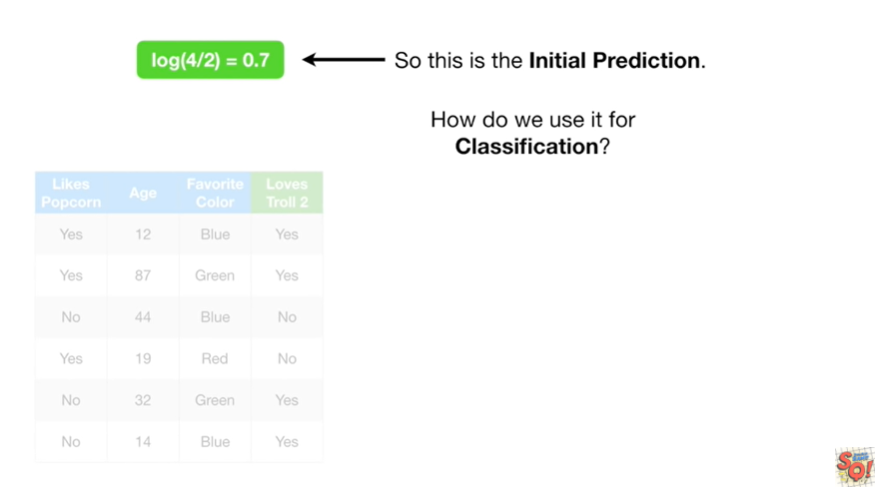 log(4/2) = 0.7
So this is the Initial Prediction.
How do we use it for
Classification?
Likes Popcorn Age Favorite Color Loves Troll 2
Yes 12 Blue Yes
Yes 87 Green Yes
No 44 Blue No
Yes 19 Red No
No 32 Green Yes
No 14 Blue Yes
SQ!